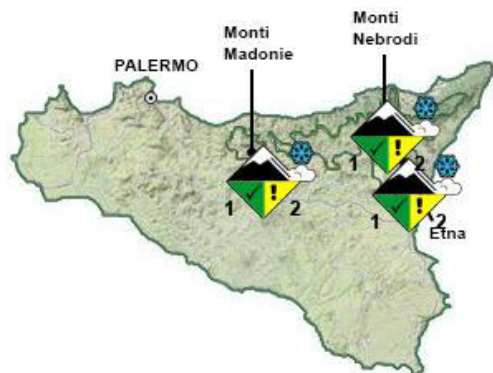 Monti
Madonie
Monti
Nebrodi
PALERMO
1 ! 2
1 ! 2
1 ! 2
Etna